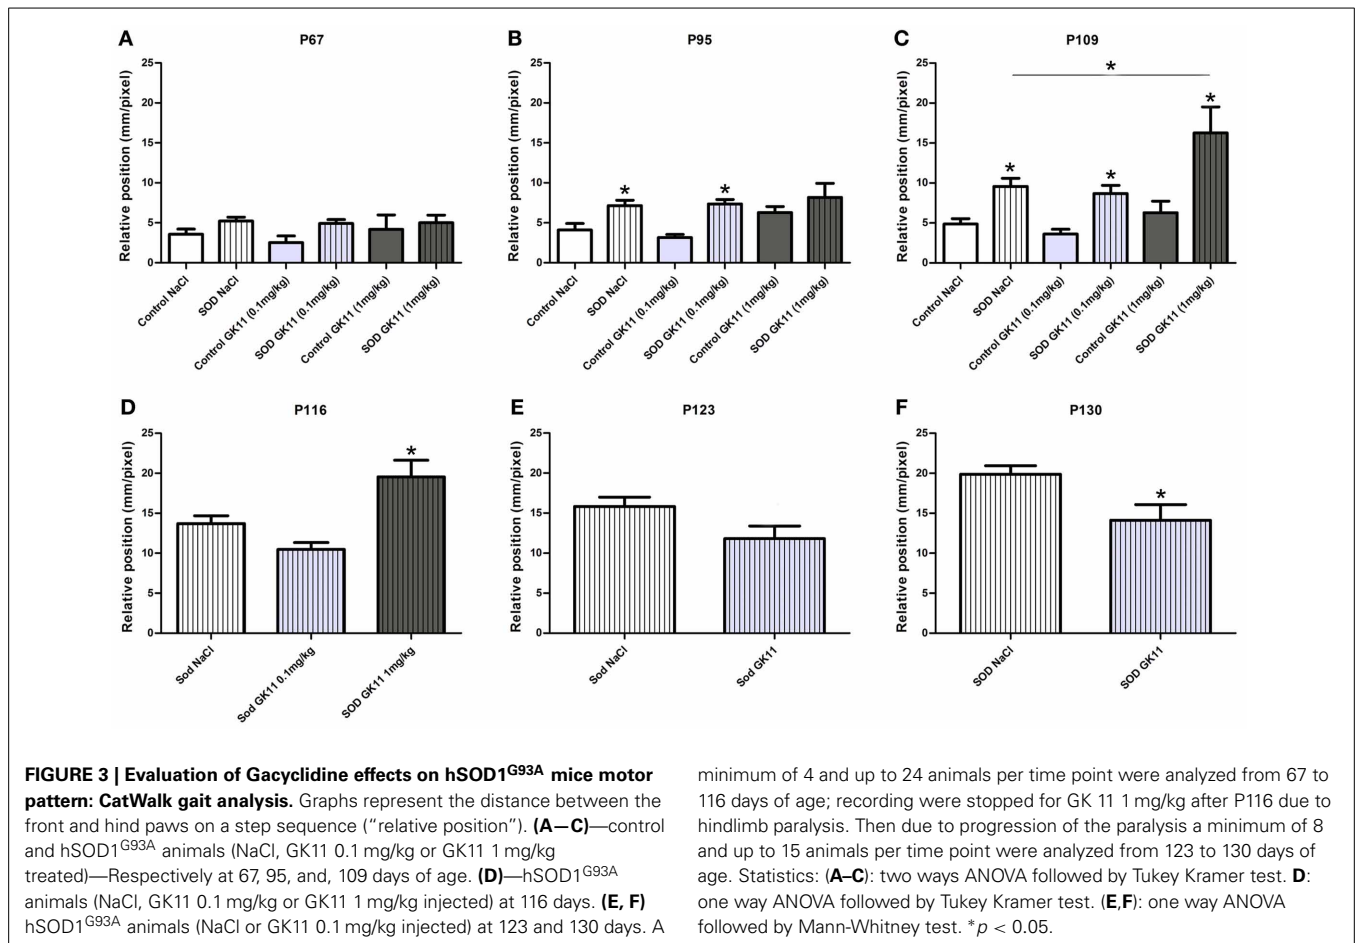 A
P67
Relative position (mm/pixel)
25
20
15
10
5
0
Control NaCl
SOD NaCl
Control GK11 (0.1mg/kg)
SOD GK11 (0.1mg/kg)
Control GK11 (1mg/kg)
SOD GK11 (1mg/kg)
B
P95
Relative position (mm/pixel)
25
20
15
10
5
0
*
*
Control NaCl
SOD NaCl
Control GK11 (0.1mg/kg)
SOD GK11 (0.1mg/kg)
Control GK11 (1mg/kg)
SOD GK11 (1mg/kg)
C
P109
Relative position (mm/pixel)
25
20
15
10
5
0
*
*
*
*
Control NaCl
SOD NaCl
Control GK11 (0.1mg/kg)
SOD GK11 (0.1mg/kg)
Control GK11 (1mg/kg)
SOD GK11 (1mg/kg)
D
P116
Relative position (mm/pixel)
25
20
15
10
5
0
*
Sod NaCl
Sod GK11 0.1mg/kg
SOD GK11 1mg/kg
E
P123
Relative position (mm/pixel)
25
20
15
10
5
0
Sod NaCl
Sod GK11
F
P130
Relative position (mm/pixel)
25
20
15
10
5
0
*
SOD NaCl
SOD GK11
FIGURE 3 | Evaluation of Gacyclidine effects on hSOD1G93A mice motor
pattern: CatWalk gait analysis. Graphs represent the distance between the
front and hind paws on a step sequence (“relative position”). (A—C)—control
and hSOD1G93A animals (NaCl, GK11 0.1 mg/kg or GK11 1 mg/kg
treated)—Respectively at 67, 95, and, 109 days of age. (D)—hSOD1G93A
animals (NaCl, GK11 0.1 mg/kg or GK11 1 mg/kg injected) at 116 days. (E, F)
hSOD1G93A animals (NaCl or GK11 0.1 mg/kg injected) at 123 and 130 days. A
minimum of 4 and up to 24 animals per time point were analyzed from 67 to
116 days of age; recording were stopped for GK 11 1 mg/kg after P116 due to
hindlimb paralysis. Then due to progression of the paralysis a minimum of 8
and up to 15 animals per time point were analyzed from 123 to 130 days of
age. Statistics: (A–C): two ways ANOVA followed by Tukey Kramer test. D:
one way ANOVA followed by Tukey Kramer test. (E,F): one way ANOVA
followed by Mann-Whitney test. *p < 0.05.